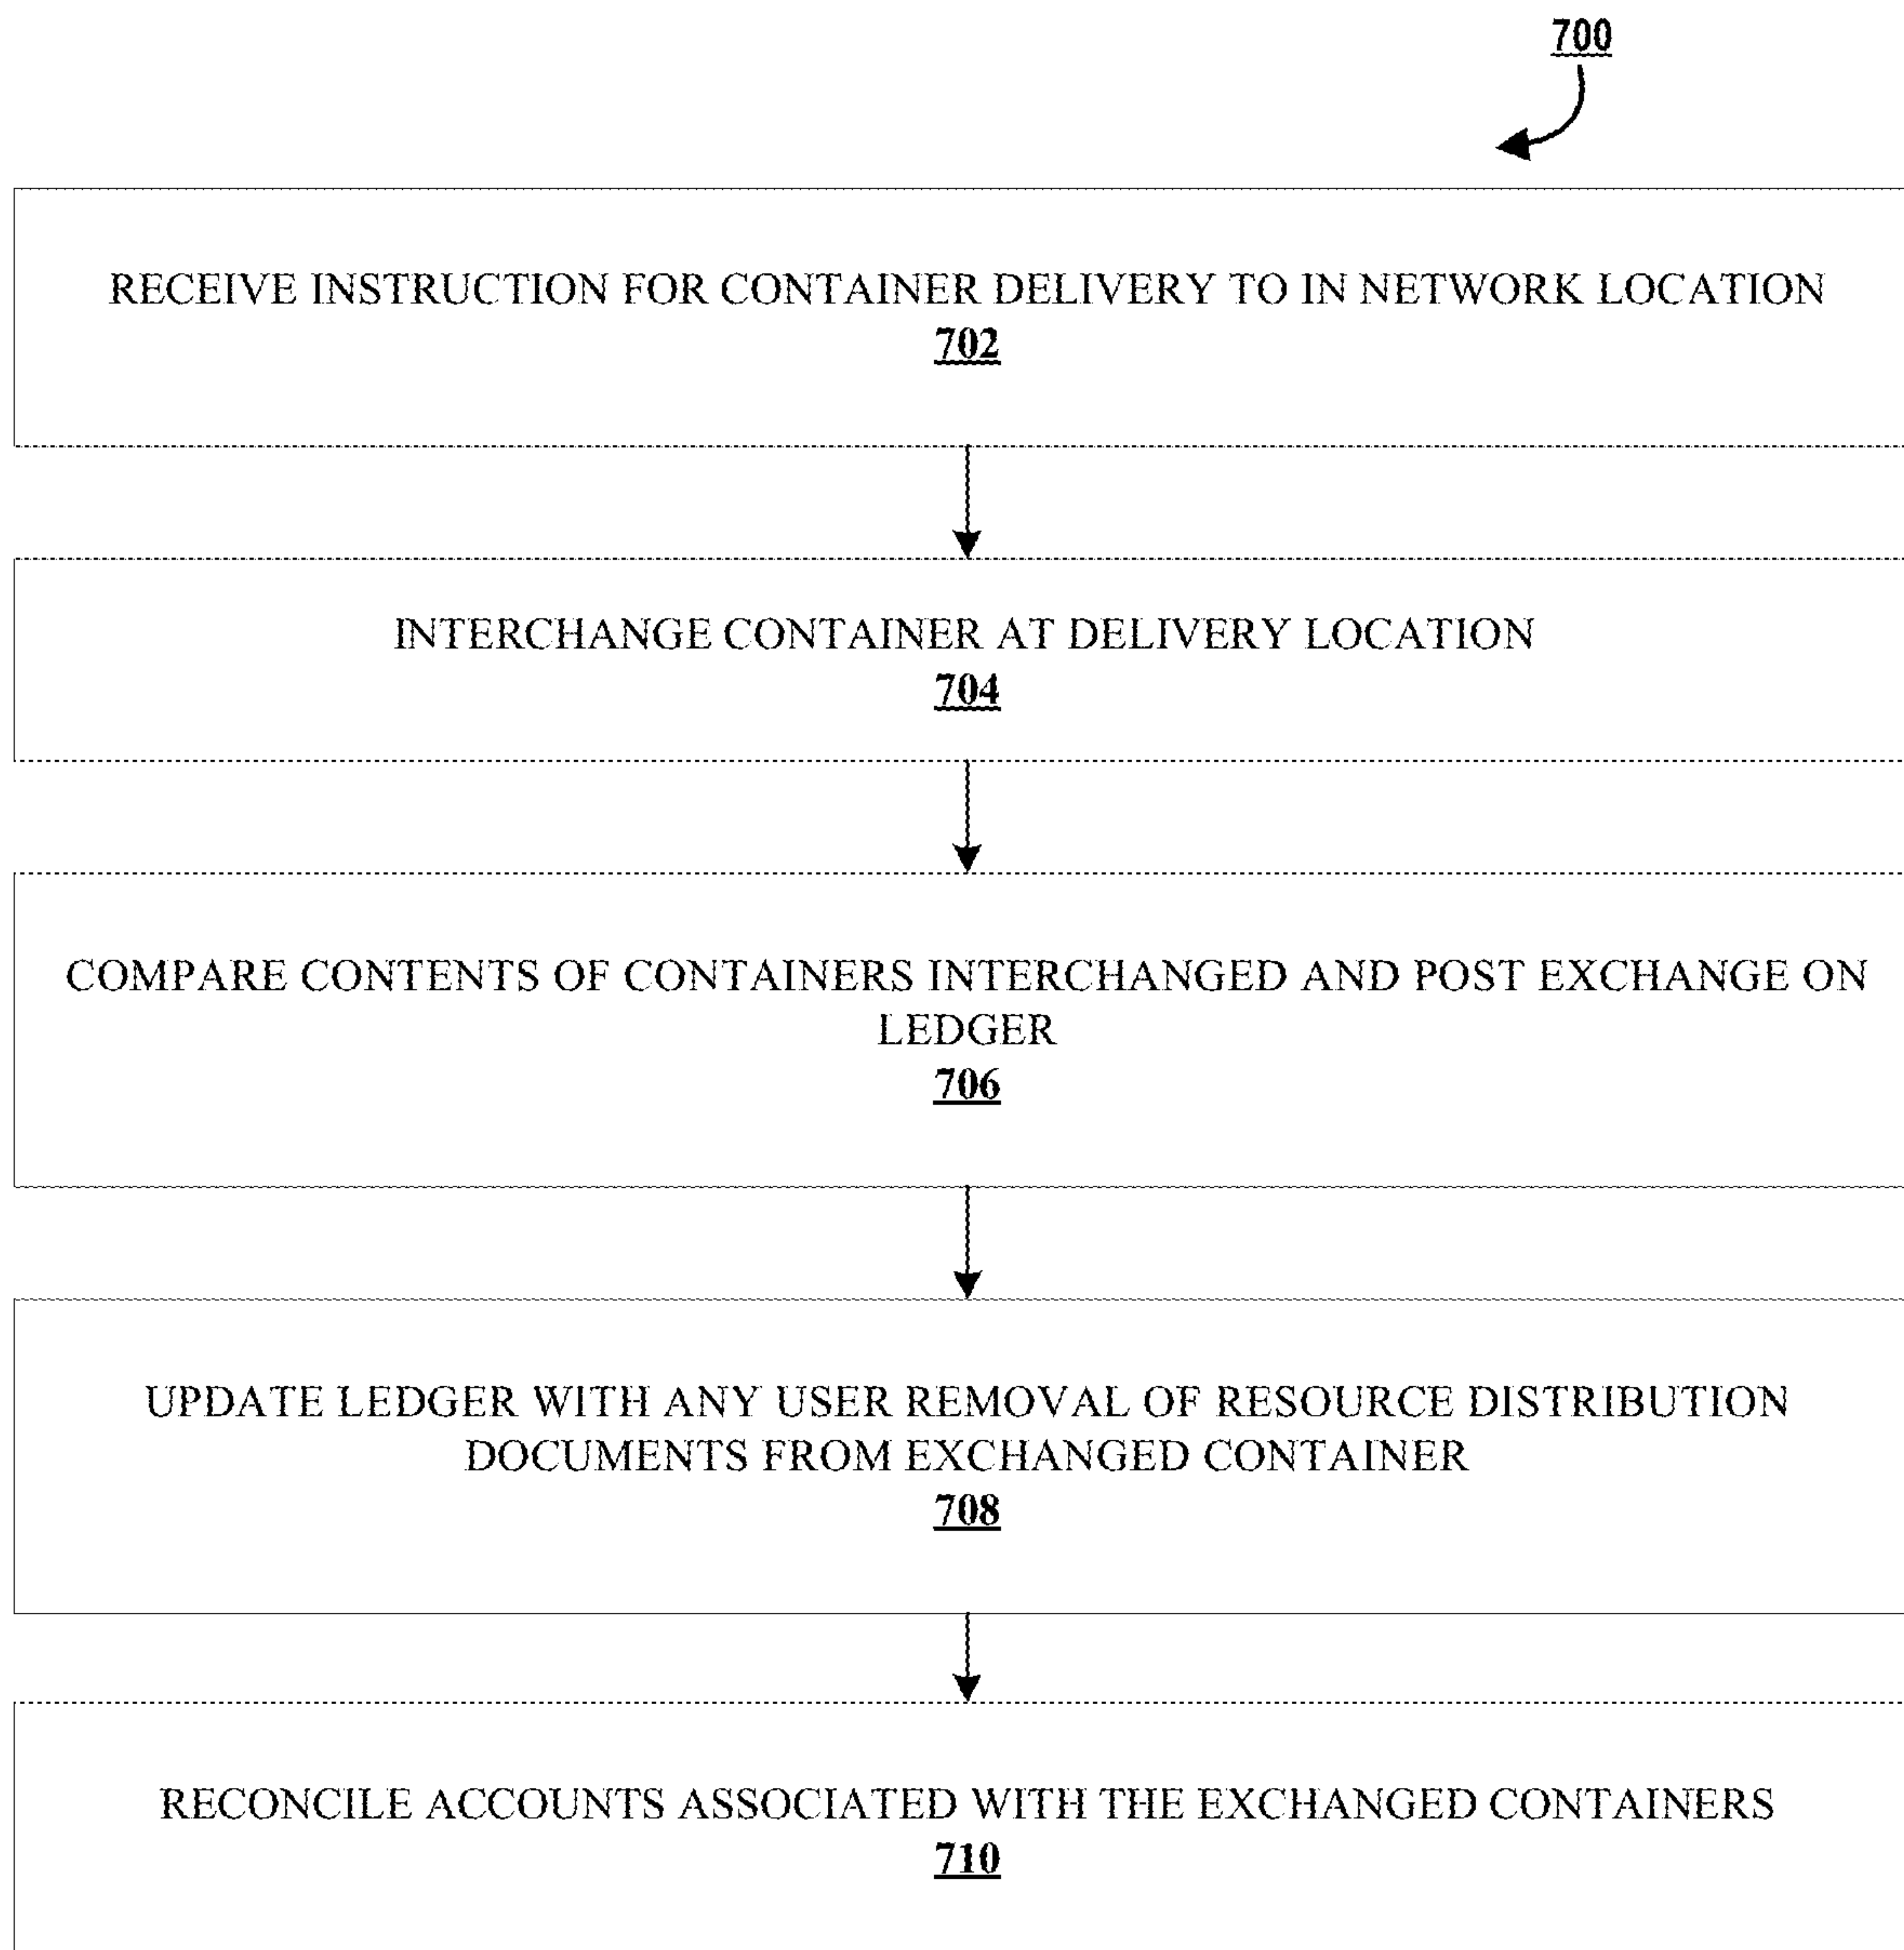 700
RECEIVE INSTRUCTION FOR CONTAINER DELIVERY TO IN NETWORK LOCATION
702
INTERCHANGE CONTAINER AT DELIVERY LOCATION
704
COMPARE CONTENTS OF CONTAINERS INTERCHANGED AND POST EXCHANGE ON
LEDGER
706
UPDATE LEDGER WITH ANY USER REMOVAL OF RESOURCE DISTRIBUTION
DOCUMENTS FROM EXCHANGED CONTAINER
708
RECONCILE ACCOUNTS ASSOCIATED WITH THE EXCHANGED CONTAINERS
710